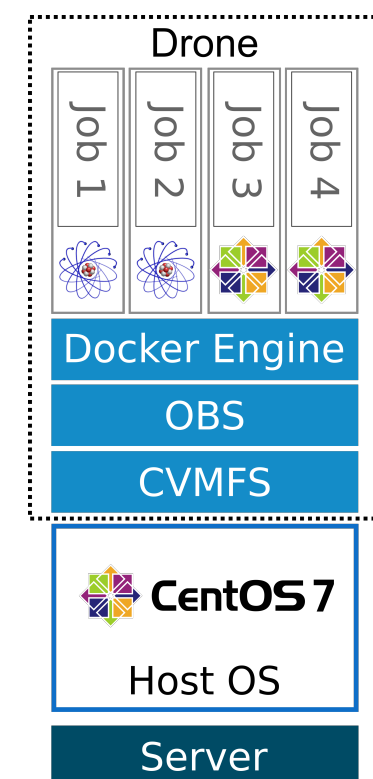 Drone
Job 1
Job 2
Job 3
Job 4
Docker Engine
OBS
CVMFS
CentOS 7
Host OS
Server